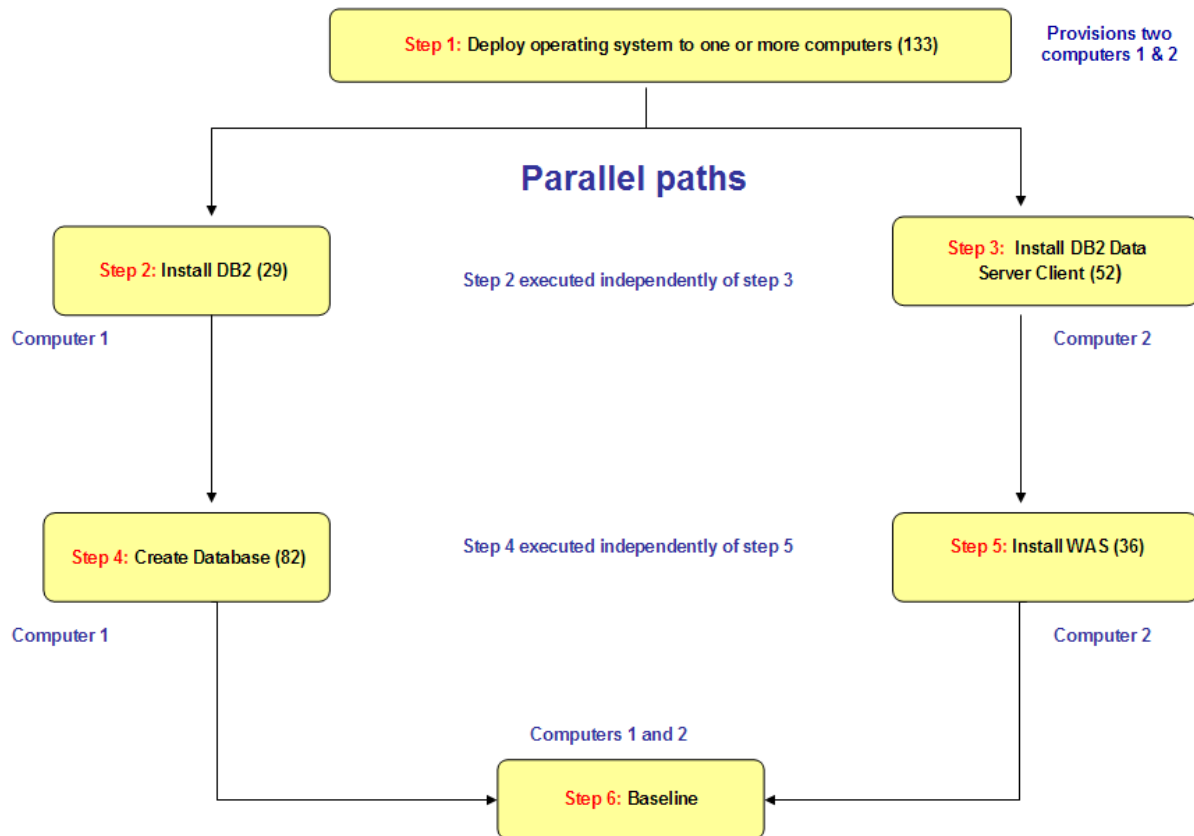 Step 1: Deploy operating system to one or more computers (133)
Provisions two
computers 1 & 2
Parallel paths
Step 2: Install DB2 (29)
Step 2 executed independently of step 3
Step 3: Install DB2 Data
Server Client (52)
Computer 1
Computer 2
Step 4: Create Database (82)
Step 4 executed independently of step 5
Step 5: Install WAS (36)
Computer 1
Computer 2
Computers 1 and 2
Step 6: Baseline